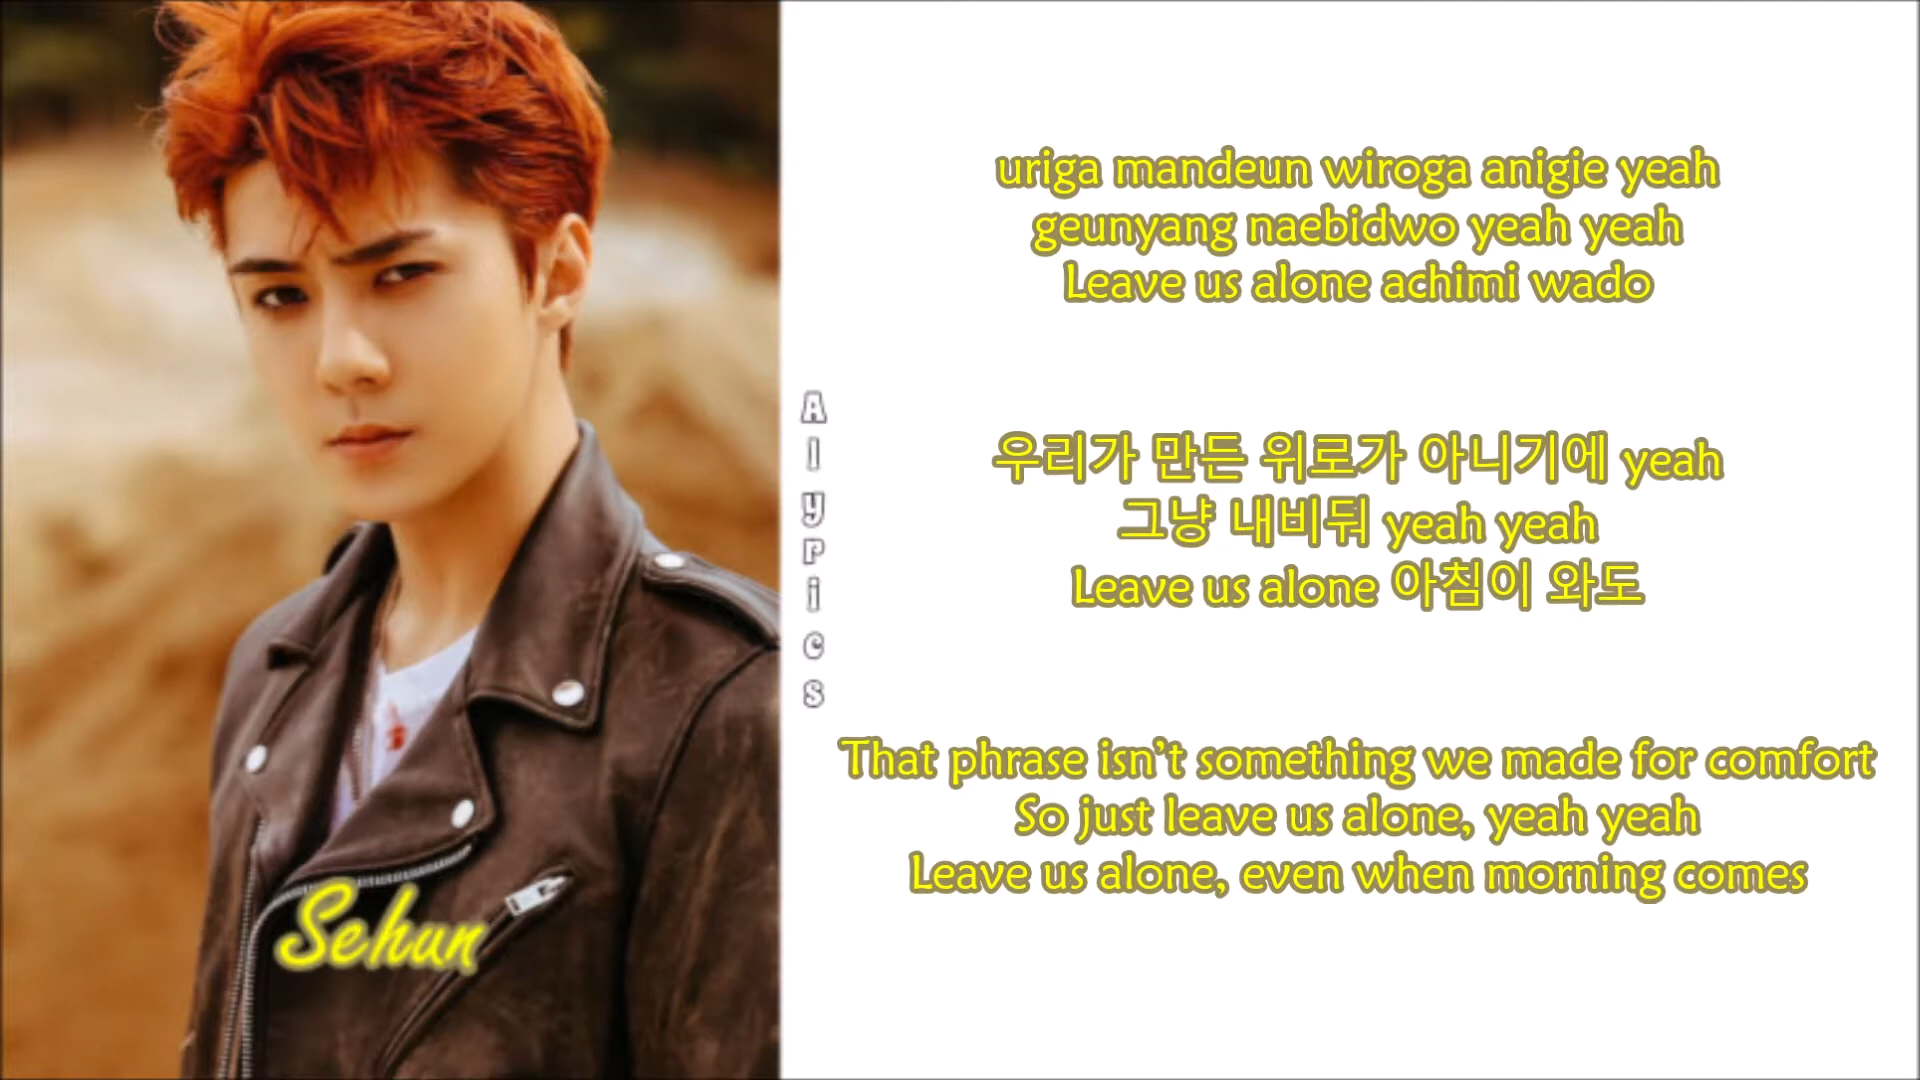 uriga mandeun wiroga anigie yeah
geunyang naebidwo yeah yeah
Leave us alone achimi wado
우리가 만든 위로가 아니기에 yeah
그냥 내비둬 yeah yeah
Leave us alone 아침이 와도
That phrase isn't something we made for comfort
So just leave us alone, yeah yeah
Leave us alone, even when morning comes
Alyrics
Sehun